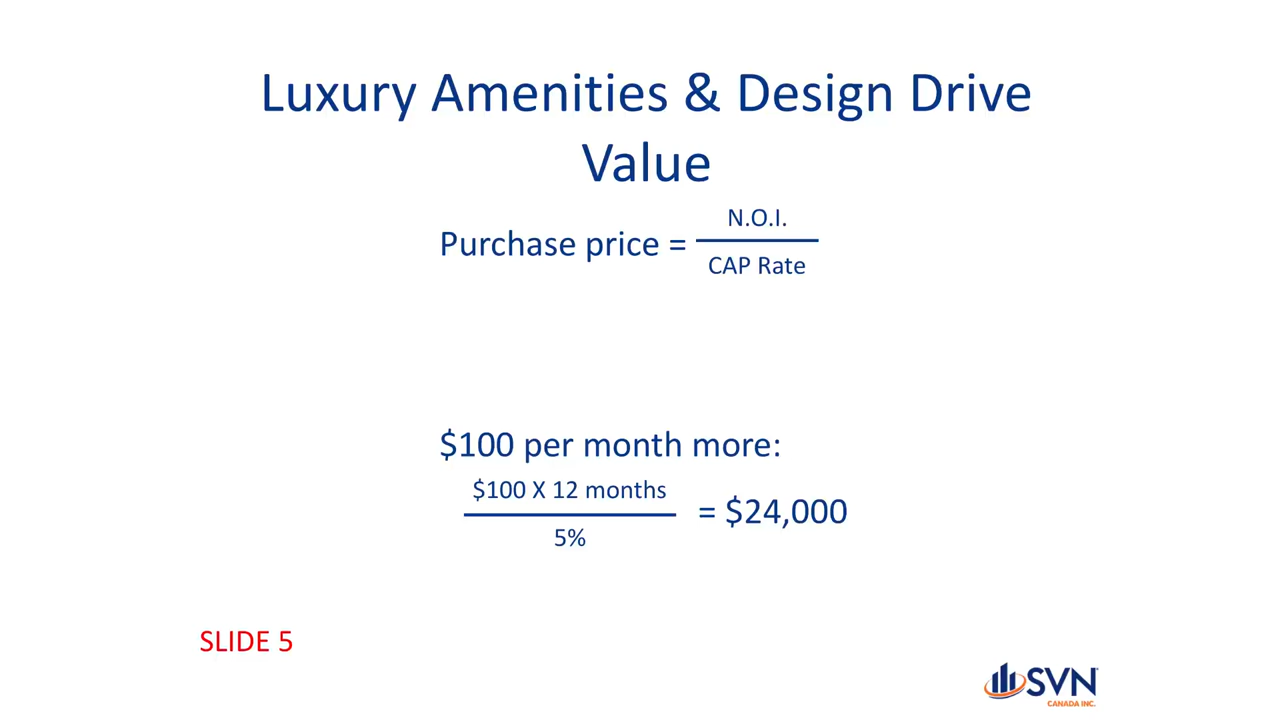 Luxury Amenities & Design Drive
Value
N.O.I.
Purchase price =
CAP Rate
$100 per month more:
$100 X 12 months
= $24,000
5%
SLIDE 5
SVN
CANADA INC.